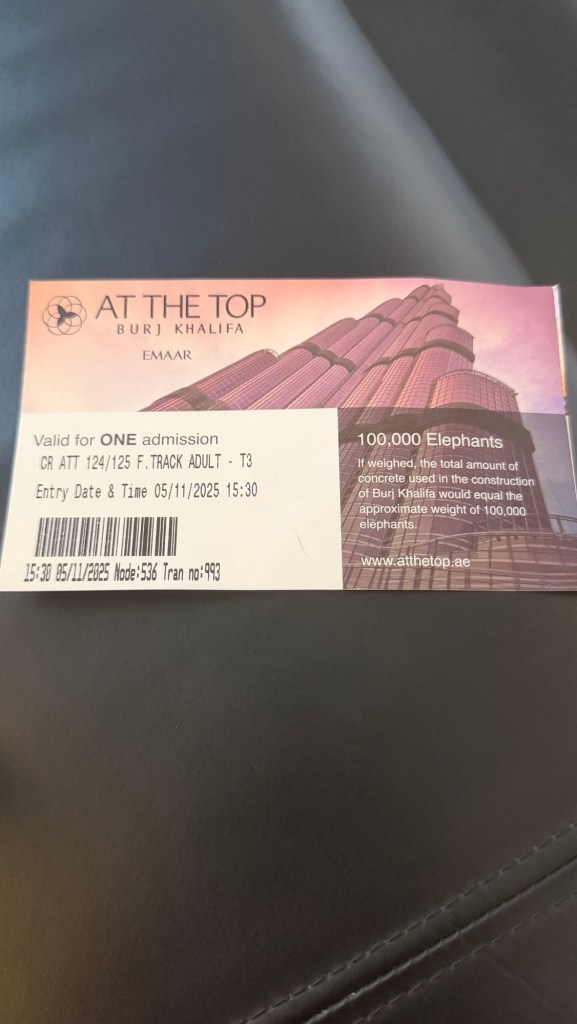 AT THE TOP
BURJ KHALIFA
EMAAR
Valid for ONE admission
CR ATT 124/125 F.TRACK ADULT - T3
Entry Date & Time 05/11/2025 15:30
15:30 05/11/2025 Node:536 Tran no:993
100,000 Elephants
If weighed, the total amount of
concrete used in the construction
of Burj Khalifa would equal the
approximate weight of 100,000
elephants.
www.atthetop.ae